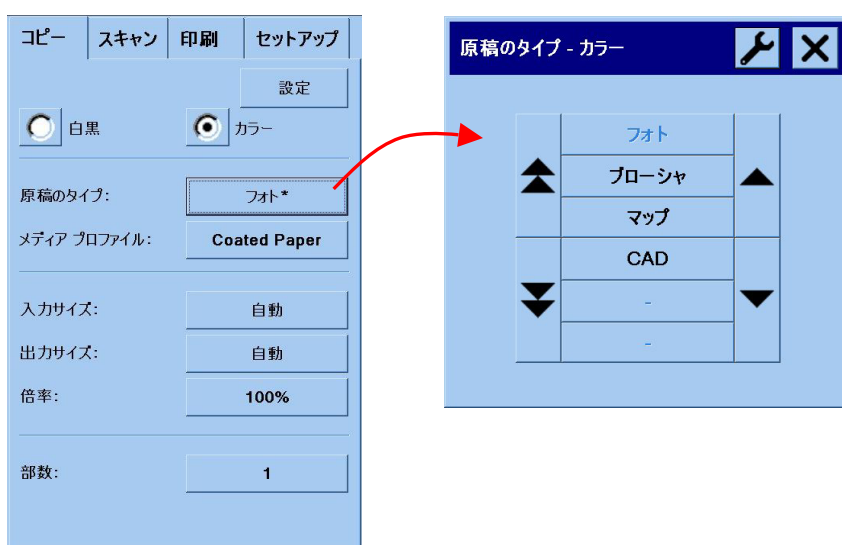 コピー スキャン 印刷 セットアップ
設定
白黒 カラー
原稿のタイプ: フォト*
メディア プロファイル: Coated Paper
入力サイズ: 自動
出力サイズ: 自動
倍率: 100%
部数: 1
原稿のタイプ - カラー
フォト
ブローシャ
マップ
CAD
-
-